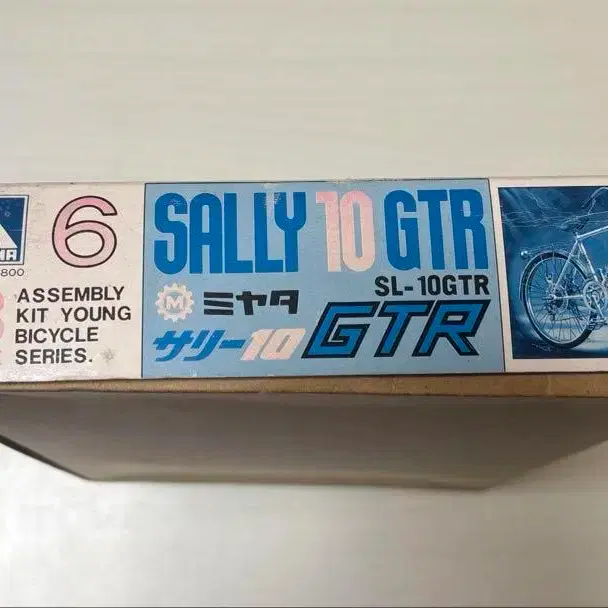 6
ASSEMBLY
KIT YOUNG
BICYCLE
SERIES.
SALLY 10 GTR
SL-10GTR
M ミヤタ
サリー10 GTR
800